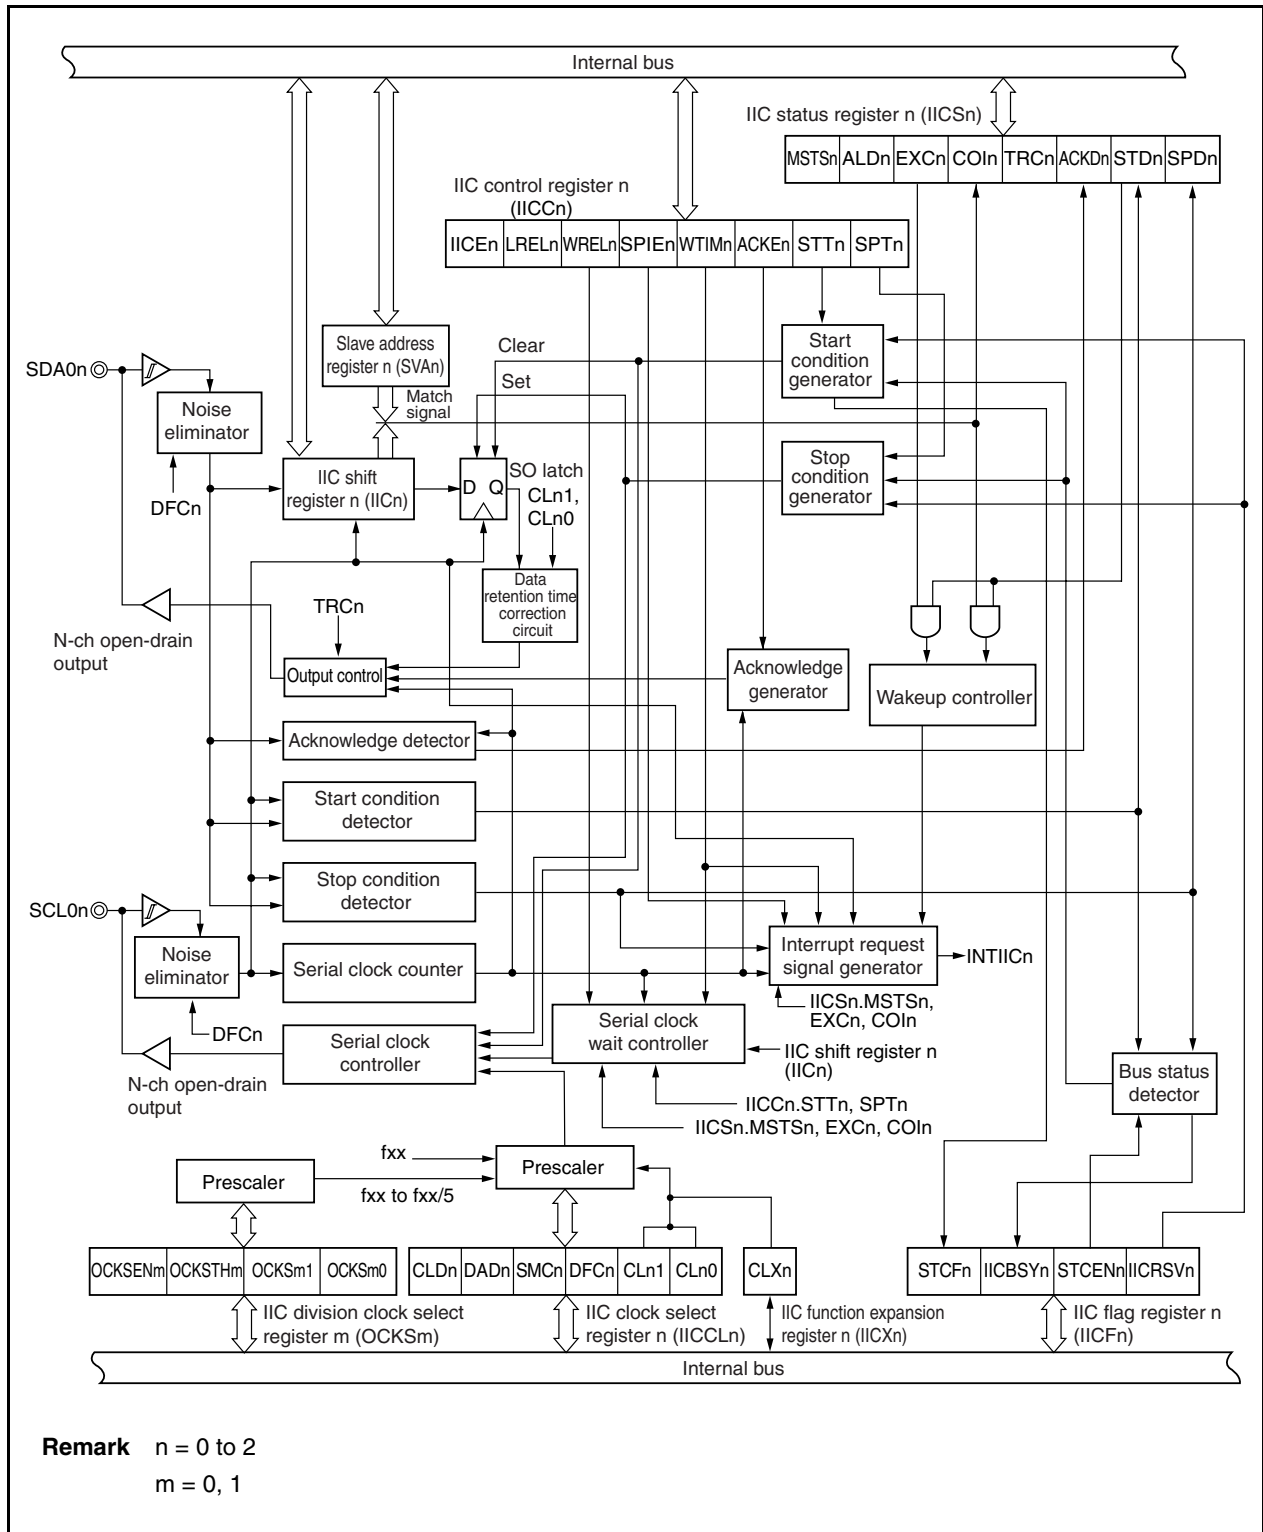 Internal bus
IIC status register n (IICSn)
MSTSn ALDn EXCn COIn TRCn ACKDn STDn SPDn
IIC control register n
(IICCn)
IICEn LRELn WRELn SPIEn WTIMn ACKEn STTn SPTn
Slave address
register n (SVAn)
Clear
Start
condition
generator
SDA0n
Set
Match
signal
Noise
eliminator
Stop
condition
generator
IIC shift
register n (IICn)
D Q
SO latch
CLn1,
CLn0
DFCn
Data
retention time
correction
circuit
TRCn
N-ch open-drain
output
Output control
Acknowledge
generator
Wakeup controller
Acknowledge detector
Start condition
detector
Stop condition
detector
SCL0n
Noise
eliminator
Serial clock counter
Interrupt request
signal generator
INTIICn
IICSn.MSTSn,
EXCn, COIn
DFCn
Serial clock
controller
Serial clock
wait controller
IIC shift register n
(IICn)
Bus status
detector
N-ch open-drain
output
IICCn.STTn, SPTn
IICSn.MSTSn, EXCn, COIn
fxx
Prescaler
Prescaler
fxx to fxx/5
OCKSENm OCKSTHm OCKSm1 OCKSm0
CLDn DADn SMCn DFCn CLn1 CLn0
CLXn
STCFn IICBSYn STCENn IICRSVn
IIC division clock select
register m (OCKSm)
IIC clock select
register n (IICCLn)
IIC function expansion
register n (IICXn)
IIC flag register n
(IICFn)
Internal bus
Remark n = 0 to 2
m = 0, 1